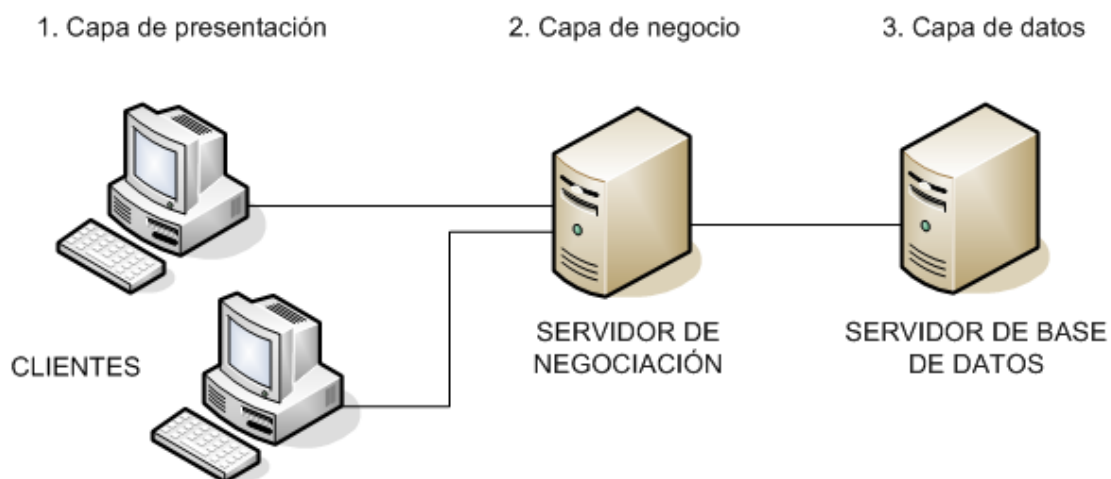 1. Capa de presentación
2. Capa de negocio
3. Capa de datos
CLIENTES
SERVIDOR DE
NEGOCIACIÓN
SERVIDOR DE BASE
DE DATOS